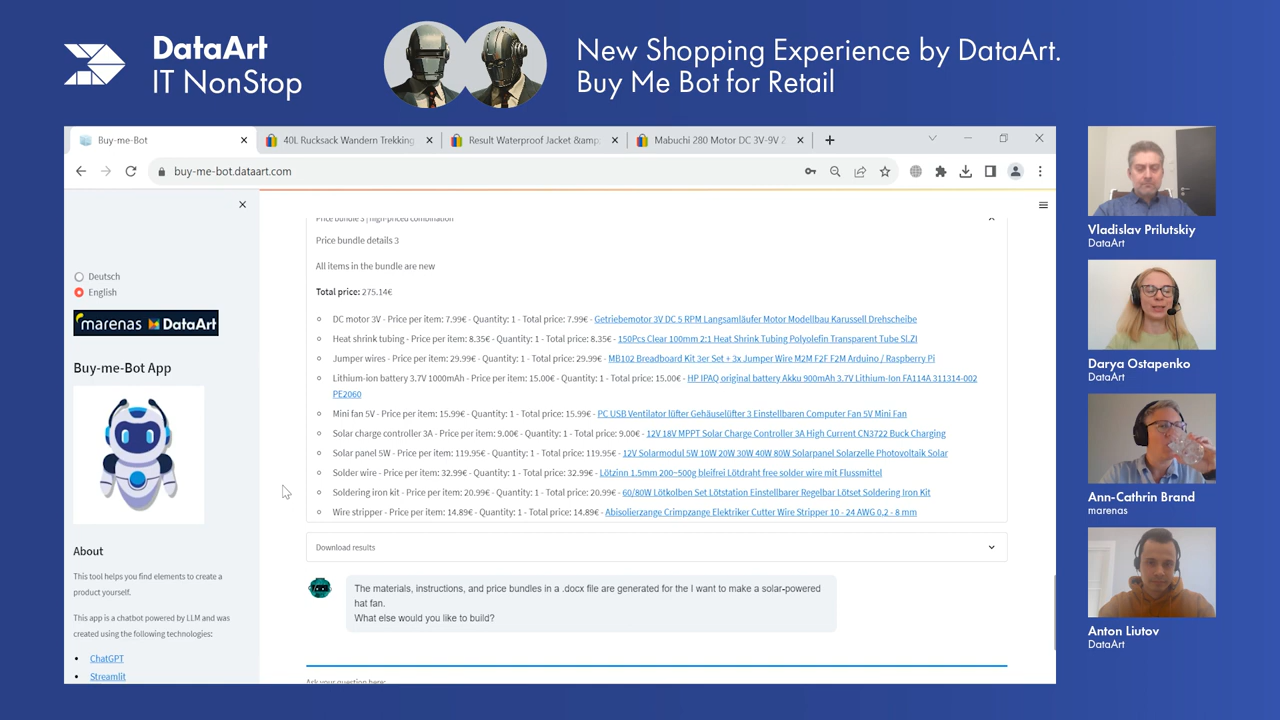 DataArt
IT NonStop
New Shopping Experience by DataArt.
Buy Me Bot for Retail
Buy-me-Bot
40L Rucksack Wandern Trekking
Result Waterproof Jacket &amp;
Mabuchi 280 Motor DC 3V-9V 2
buy-me-bot.dataart.com
Deutsch
English
marenas DataArt
Buy-me-Bot App
About
This tool helps you find elements to create a
product yourself.
This app is a chatbot powered by LLM and was
created using the following technologies:
ChatGPT
Streamlit
Price bundle 3 | high-priced combination
Price bundle details 3
All items in the bundle are new
Total price: 275.14€
DC motor 3V - Price per item: 7.99€ - Quantity: 1 - Total price: 7.99€ - Getriebemotor 3V DC 5 RPM Langsamläufer Motor Modellbau Karussell Drehscheibe
Heat shrink tubing - Price per item: 8.35€ - Quantity: 1 - Total price: 8.35€ - 150Pcs Clear 100mm 2:1 Heat Shrink Tubing Polyolefin Transparent Tube SI.ZI
Jumper wires - Price per item: 29.99€ - Quantity: 1 - Total price: 29.99€ - MB102 Breadboard Kit 3er Set + 3x Jumper Wire M2M F2F F2M Arduino / Raspberry Pi
Lithium-ion battery 3.7V 1000mAh - Price per item: 15.00€ - Quantity: 1 - Total price: 15.00€ - HP IPAQ original battery Akku 900mAh 3.7V Lithium-Ion FA114A 311314-002
PE2060
Mini fan 5V - Price per item: 15.99€ - Quantity: 1 - Total price: 15.99€ - PC USB Ventilator lüfter Gehäuselüfter 3 Einstellbaren Computer Fan 5V Mini Fan
Solar charge controller 3A - Price per item: 9.00€ - Quantity: 1 - Total price: 9.00€ - 12V 18V MPPT Solar Charge Controller 3A High Current CN3722 Buck Charging
Solar panel 5W - Price per item: 119.95€ - Quantity: 1 - Total price: 119.95€ - 12V Solarmodul 5W 10W 20W 30W 40W 80W Solarpanel Solarzelle Photovoltaik Solar
Solder wire - Price per item: 32.99€ - Quantity: 1 - Total price: 32.99€ - Lötzinn 1.5mm 200~500g bleifrei Lötdraht free solder wire mit Flussmittel
Soldering iron kit - Price per item: 20.99€ - Quantity: 1 - Total price: 20.99€ - 60/80W Lötkolben Set Lötstation Einstellbarer Regelbar Lötset Soldering Iron Kit
Wire stripper - Price per item: 14.89€ - Quantity: 1 - Total price: 14.89€ - Abisolierzange Crimpzange Elektriker Cutter Wire Stripper 10 - 24 AWG 0,2 - 8 mm
Download results
The materials, instructions, and price bundles in a .docx file are generated for the I want to make a solar-powered
hat fan.
What else would you like to build?
Ask your question here:
Vladislav Prilutskiy
DataArt
Darya Ostapenko
DataArt
Ann-Cathrin Brand
marenas
Anton Liutov
DataArt